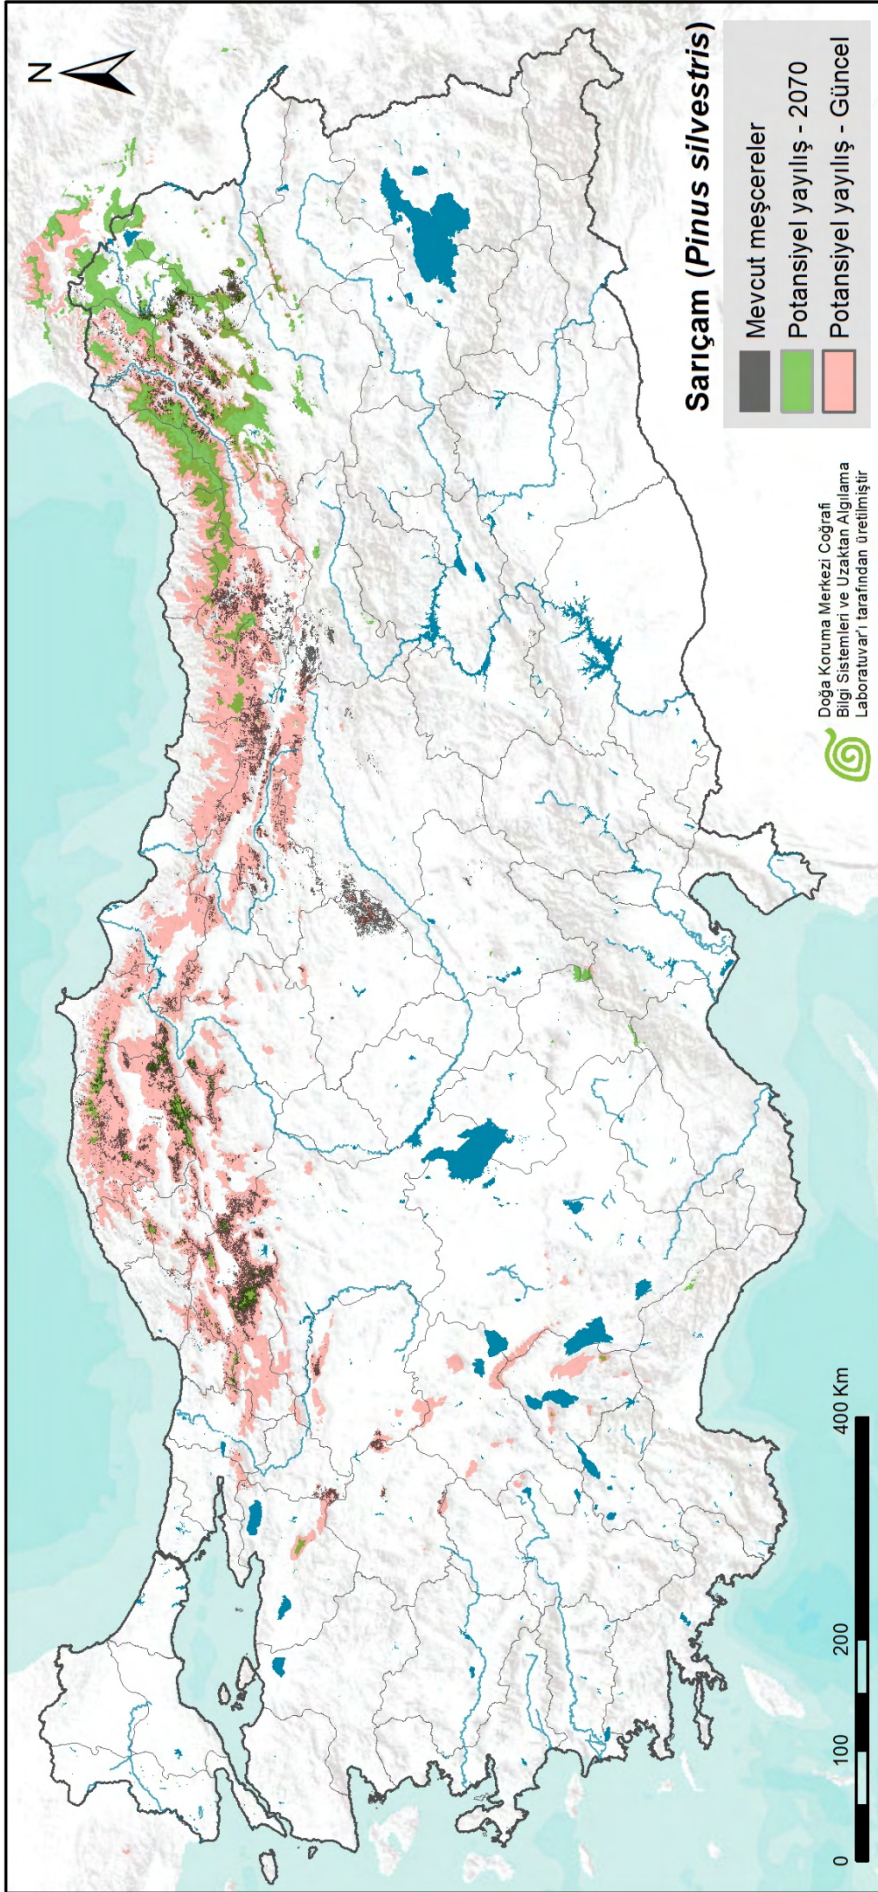 N
Sarıçam (Pinus silvestris)
Mevcut meşcereler
Potansiyel yayılış - 2070
Potansiyel yayılış - Güncel
Doğa Koruma Merkezi Coğrafi
Bilgi Sistemleri ve Uzaktan Algılama
Laboratuvar'ı tarafından üretilmiştir
0 100 200 400 Km